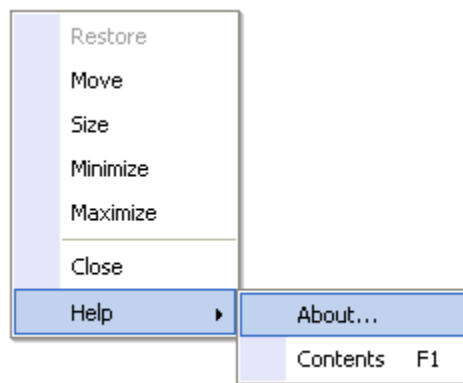 Restore
Move
Size
Minimize
Maximize
Close
Help
About...
Contents F1